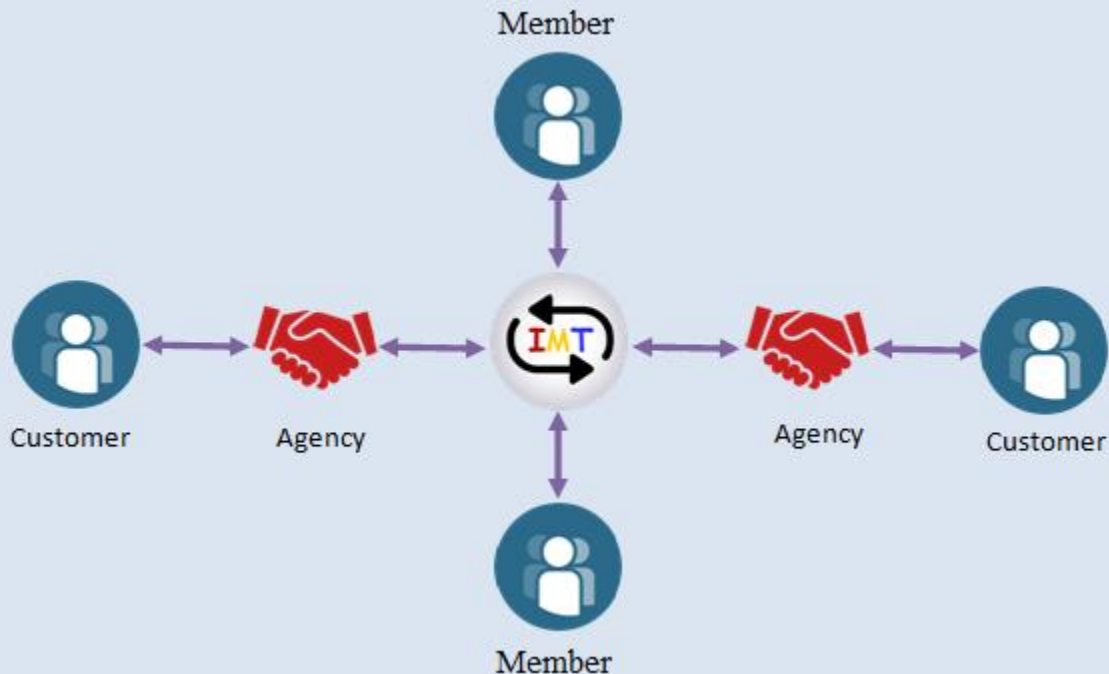 Member
IMT
Customer
Agency
Agency
Customer
Member